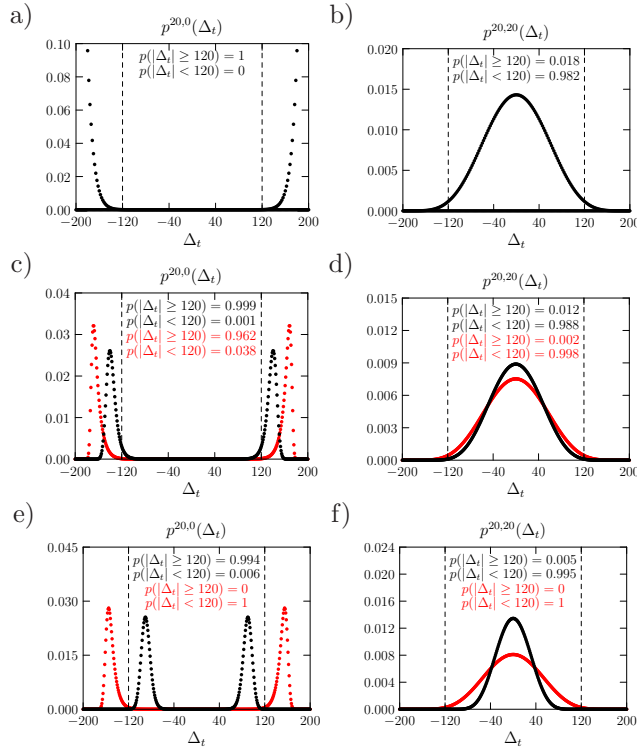 a)
p^{20,0}(Δ_t)
p(|Δ_t| ≥ 120) = 1
p(|Δ_t| < 120) = 0
0.10
0.08
0.06
0.04
0.02
0.00
−200 −120 −40 40 120 200
Δ_t
b)
p^{20,20}(Δ_t)
p(|Δ_t| ≥ 120) = 0.018
p(|Δ_t| < 120) = 0.982
0.020
0.015
0.010
0.005
0.000
−200 −120 −40 40 120 200
Δ_t
c)
p^{20,0}(Δ_t)
p(|Δ_t| ≥ 120) = 0.999
p(|Δ_t| < 120) = 0.001
p(|Δ_t| ≥ 120) = 0.962
p(|Δ_t| < 120) = 0.038
0.04
0.03
0.02
0.01
0.00
−200 −120 −40 40 120 200
Δ_t
d)
p^{20,20}(Δ_t)
p(|Δ_t| ≥ 120) = 0.012
p(|Δ_t| < 120) = 0.988
p(|Δ_t| ≥ 120) = 0.002
p(|Δ_t| < 120) = 0.998
0.015
0.012
0.009
0.006
0.003
0.000
−200 −120 −40 40 120 200
Δ_t
e)
p^{20,0}(Δ_t)
p(|Δ_t| ≥ 120) = 0.994
p(|Δ_t| < 120) = 0.006
p(|Δ_t| ≥ 120) = 0
p(|Δ_t| < 120) = 1
0.045
0.030
0.015
0.000
−200 −120 −40 40 120 200
Δ_t
f)
p^{20,20}(Δ_t)
p(|Δ_t| ≥ 120) = 0.005
p(|Δ_t| < 120) = 0.995
p(|Δ_t| ≥ 120) = 0
p(|Δ_t| < 120) = 1
0.024
0.020
0.016
0.012
0.008
0.004
0.000
−200 −120 −40 40 120 200
Δ_t